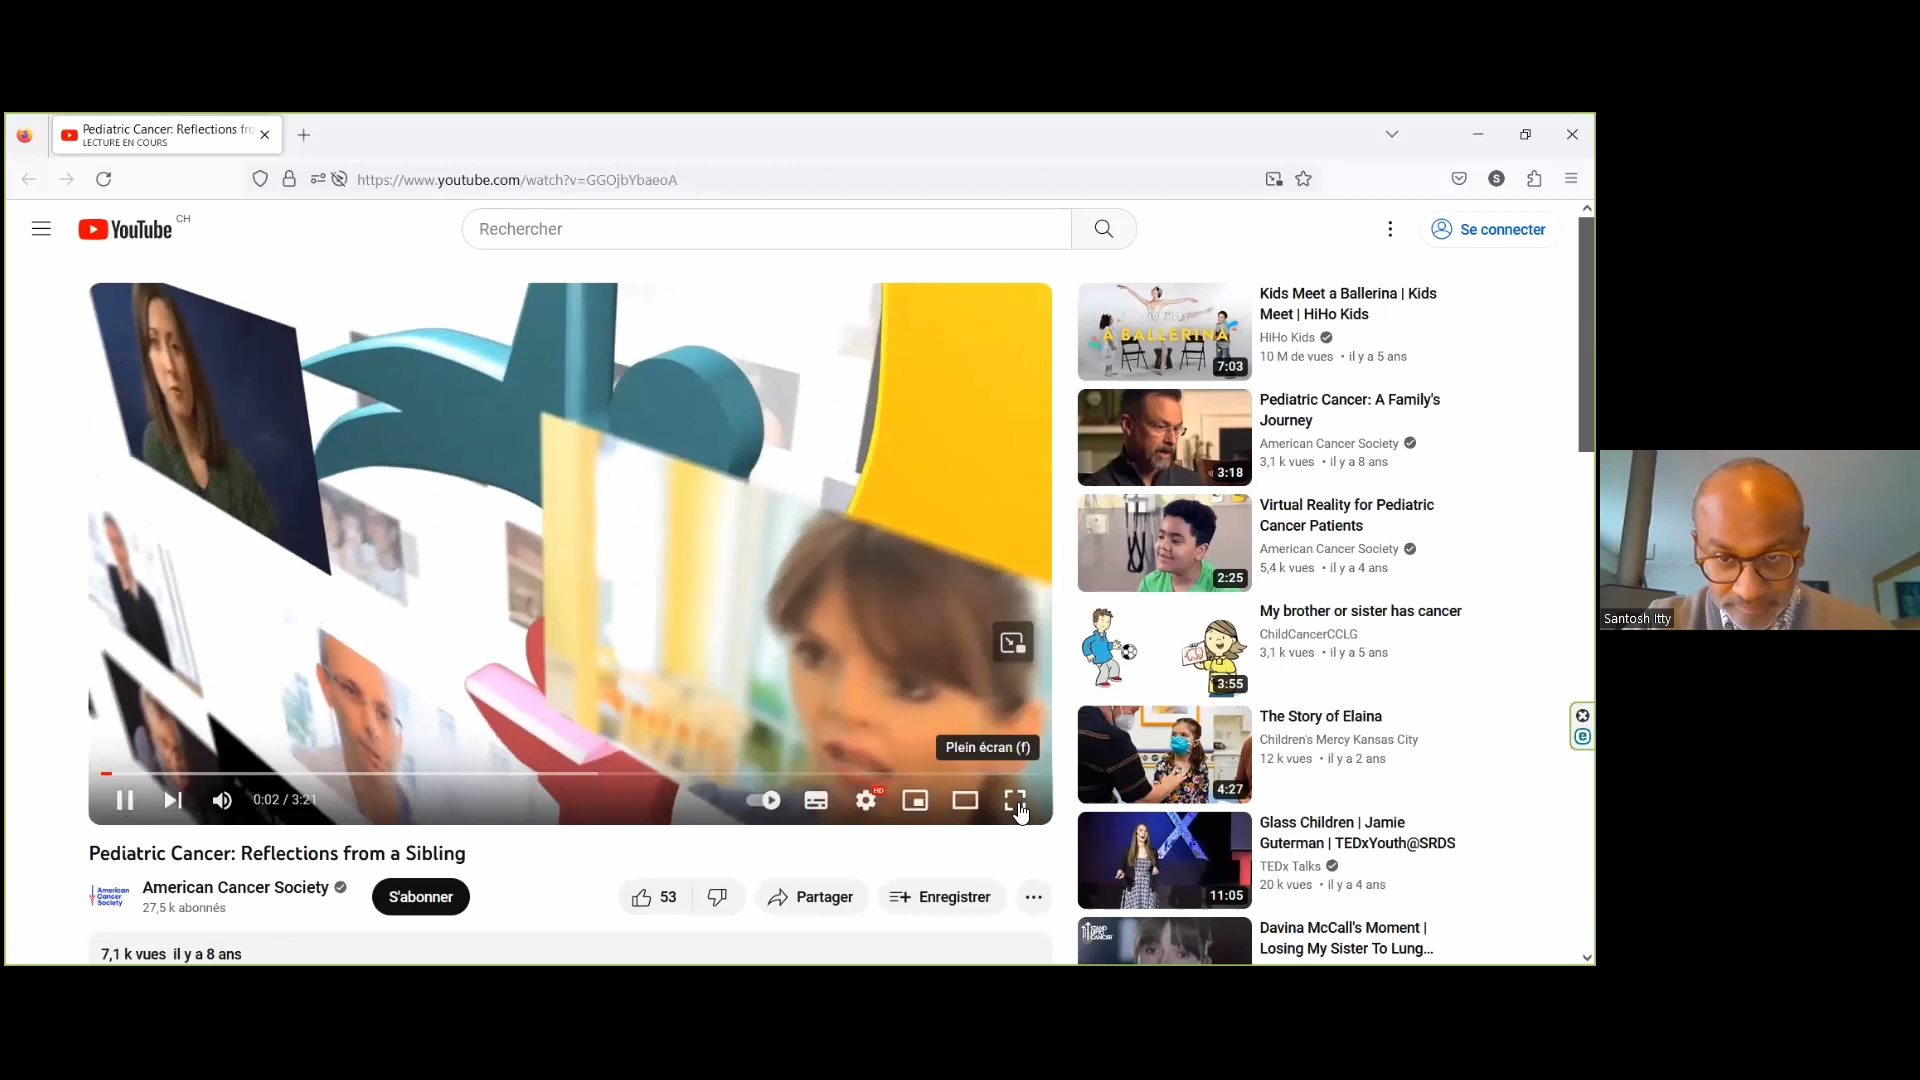 Pediatric Cancer: Reflections fro
LECTURE EN COURS
https://www.youtube.com/watch?v=GGOjbYbaeoA
S
YouTube CH
Rechercher
Se connecter
Plein écran (f)
0:02 / 3:21
HD
Pediatric Cancer: Reflections from a Sibling
American Cancer Society
American Cancer Society
27,5 k abonnés
S'abonner
53
Partager
Enregistrer
7,1 k vues il y a 8 ans
A BALLERINA
7:03
Kids Meet a Ballerina | Kids
Meet | HiHo Kids
HiHo Kids
10 M de vues • il y a 5 ans
3:18
Pediatric Cancer: A Family's
Journey
American Cancer Society
3,1 k vues • il y a 8 ans
2:25
Virtual Reality for Pediatric
Cancer Patients
American Cancer Society
5,4 k vues • il y a 4 ans
3:55
My brother or sister has cancer
ChildCancerCCLG
3,1 k vues • il y a 5 ans
4:27
The Story of Elaina
Children's Mercy Kansas City
12 k vues • il y a 2 ans
X
11:05
Glass Children | Jamie
Guterman | TEDxYouth@SRDS
TEDx Talks
20 k vues • il y a 4 ans
Davina McCall's Moment |
Losing My Sister To Lung...
Santosh Itty